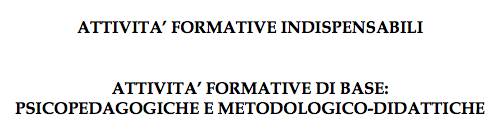 ATTIVITA’ FORMATIVE INDISPENSABILI
ATTIVITA’ FORMATIVE DI BASE:
PSICOPEDAGOGICHE E METODOLOGICO-DIDATTICHE